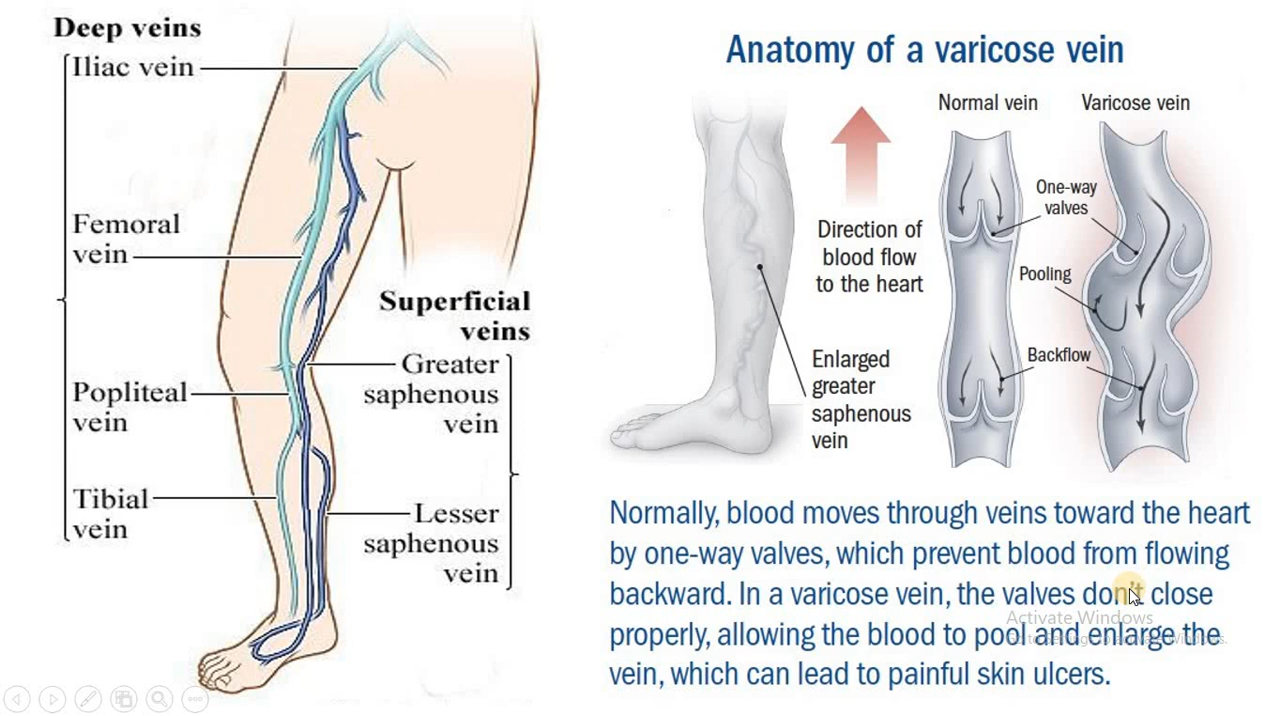 Deep veins
Iliac vein
Femoral
vein
Popliteal
vein
Tibial
vein
Superficial
veins
Greater
saphenous
vein
Lesser
saphenous
vein
Anatomy of a varicose vein
Normal vein
Varicose vein
One-way
valves
Pooling
Backflow
Direction of
blood flow
to the heart
Enlarged
greater
saphenous
vein
Normally, blood moves through veins toward the heart
by one-way valves, which prevent blood from flowing
backward. In a varicose vein, the valves don't close
properly, allowing the blood to pool and enlarge the
vein, which can lead to painful skin ulcers.
Activate Windows